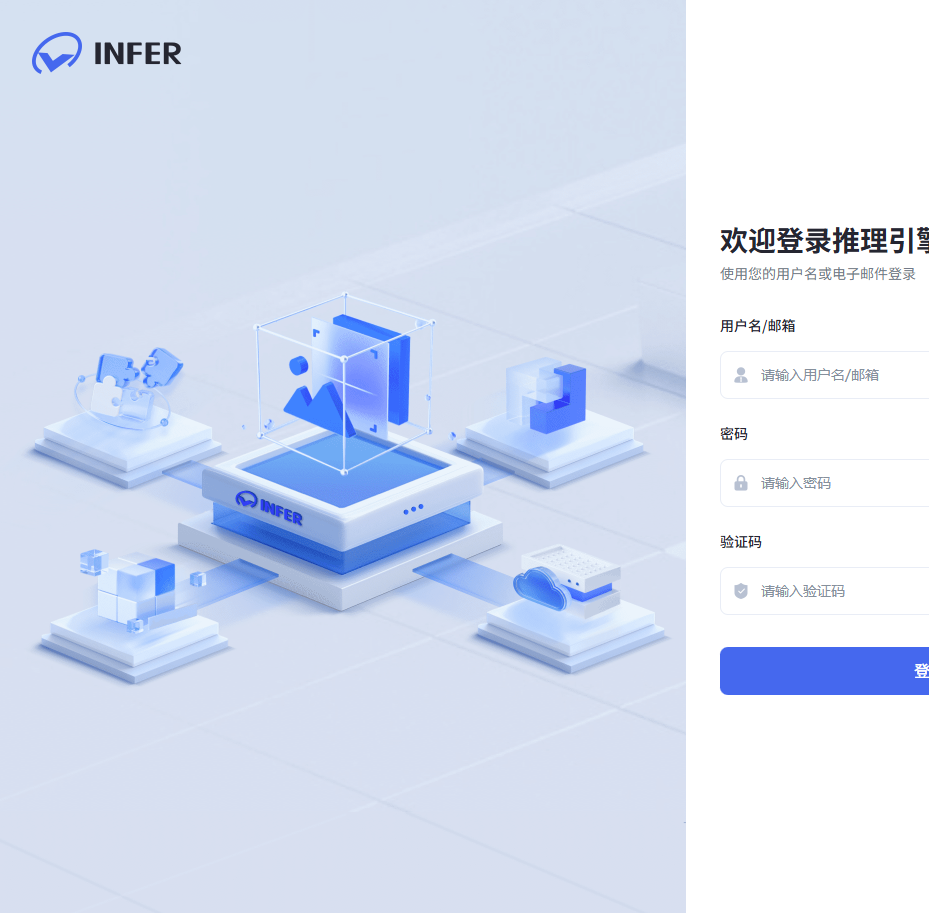 INFER
INFER
欢迎登录推理引擎
使用您的用户名或电子邮件登录
用户名/邮箱
请输入用户名/邮箱
密码
请输入密码
验证码
请输入验证码
登